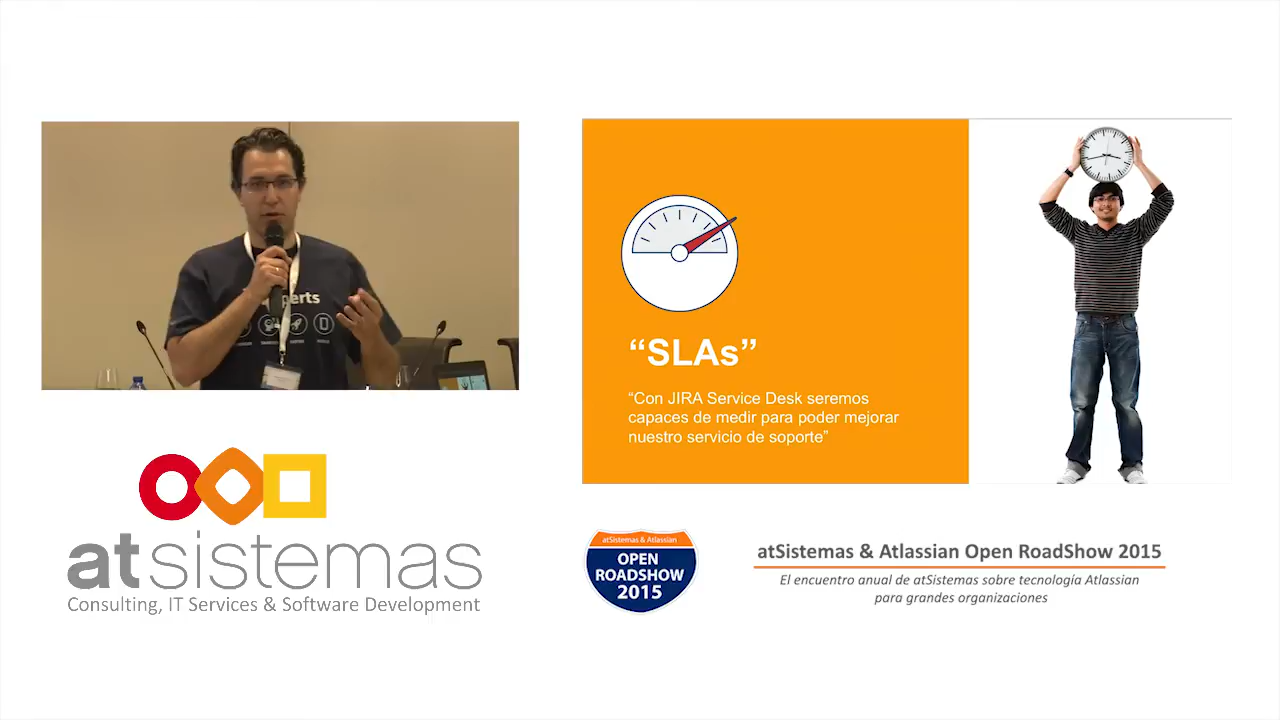 perts
“SLAs”
“Con JIRA Service Desk seremos
capaces de medir para poder mejorar
nuestro servicio de soporte”
atsistemas
Consulting, IT Services & Software Development
atSistemas & Atlassian
OPEN
ROADSHOW
2015
atSistemas & Atlassian Open RoadShow 2015
El encuentro anual de atSistemas sobre tecnología Atlassian
para grandes organizaciones